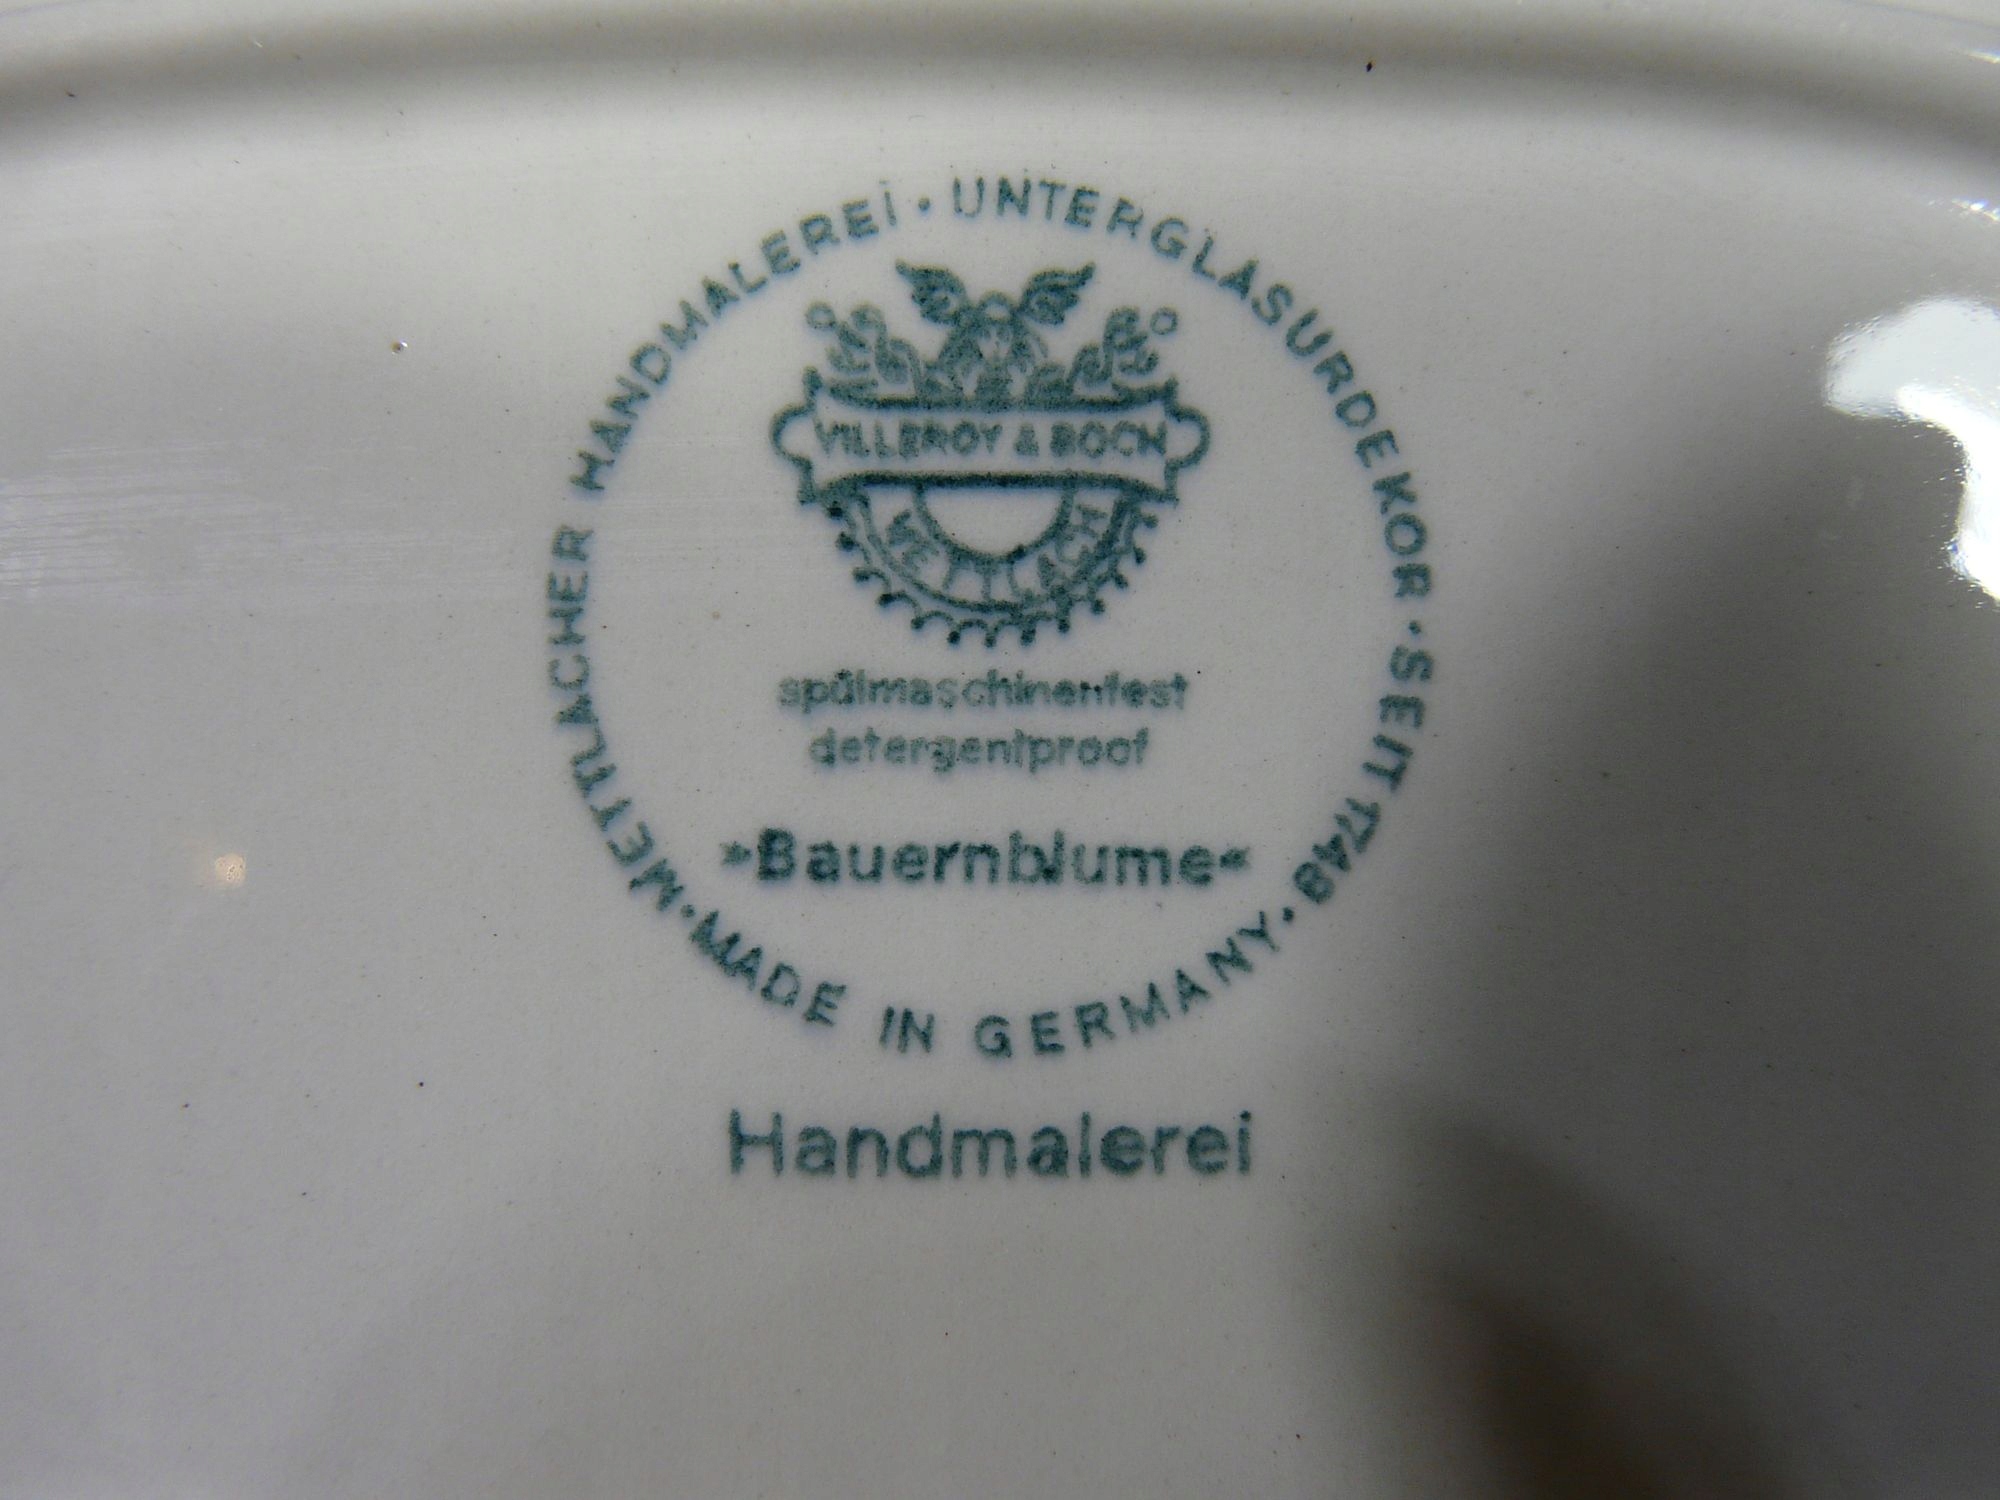 METTLACHER HANDMALEREI · UNTERGLASURDEKOR · SEIT 1748 · MADE IN GERMANY ·
VILLEROY & BOCH
METTLACH
spülmaschinenfest
detergentproof
»Bauernblume«
Handmalerei